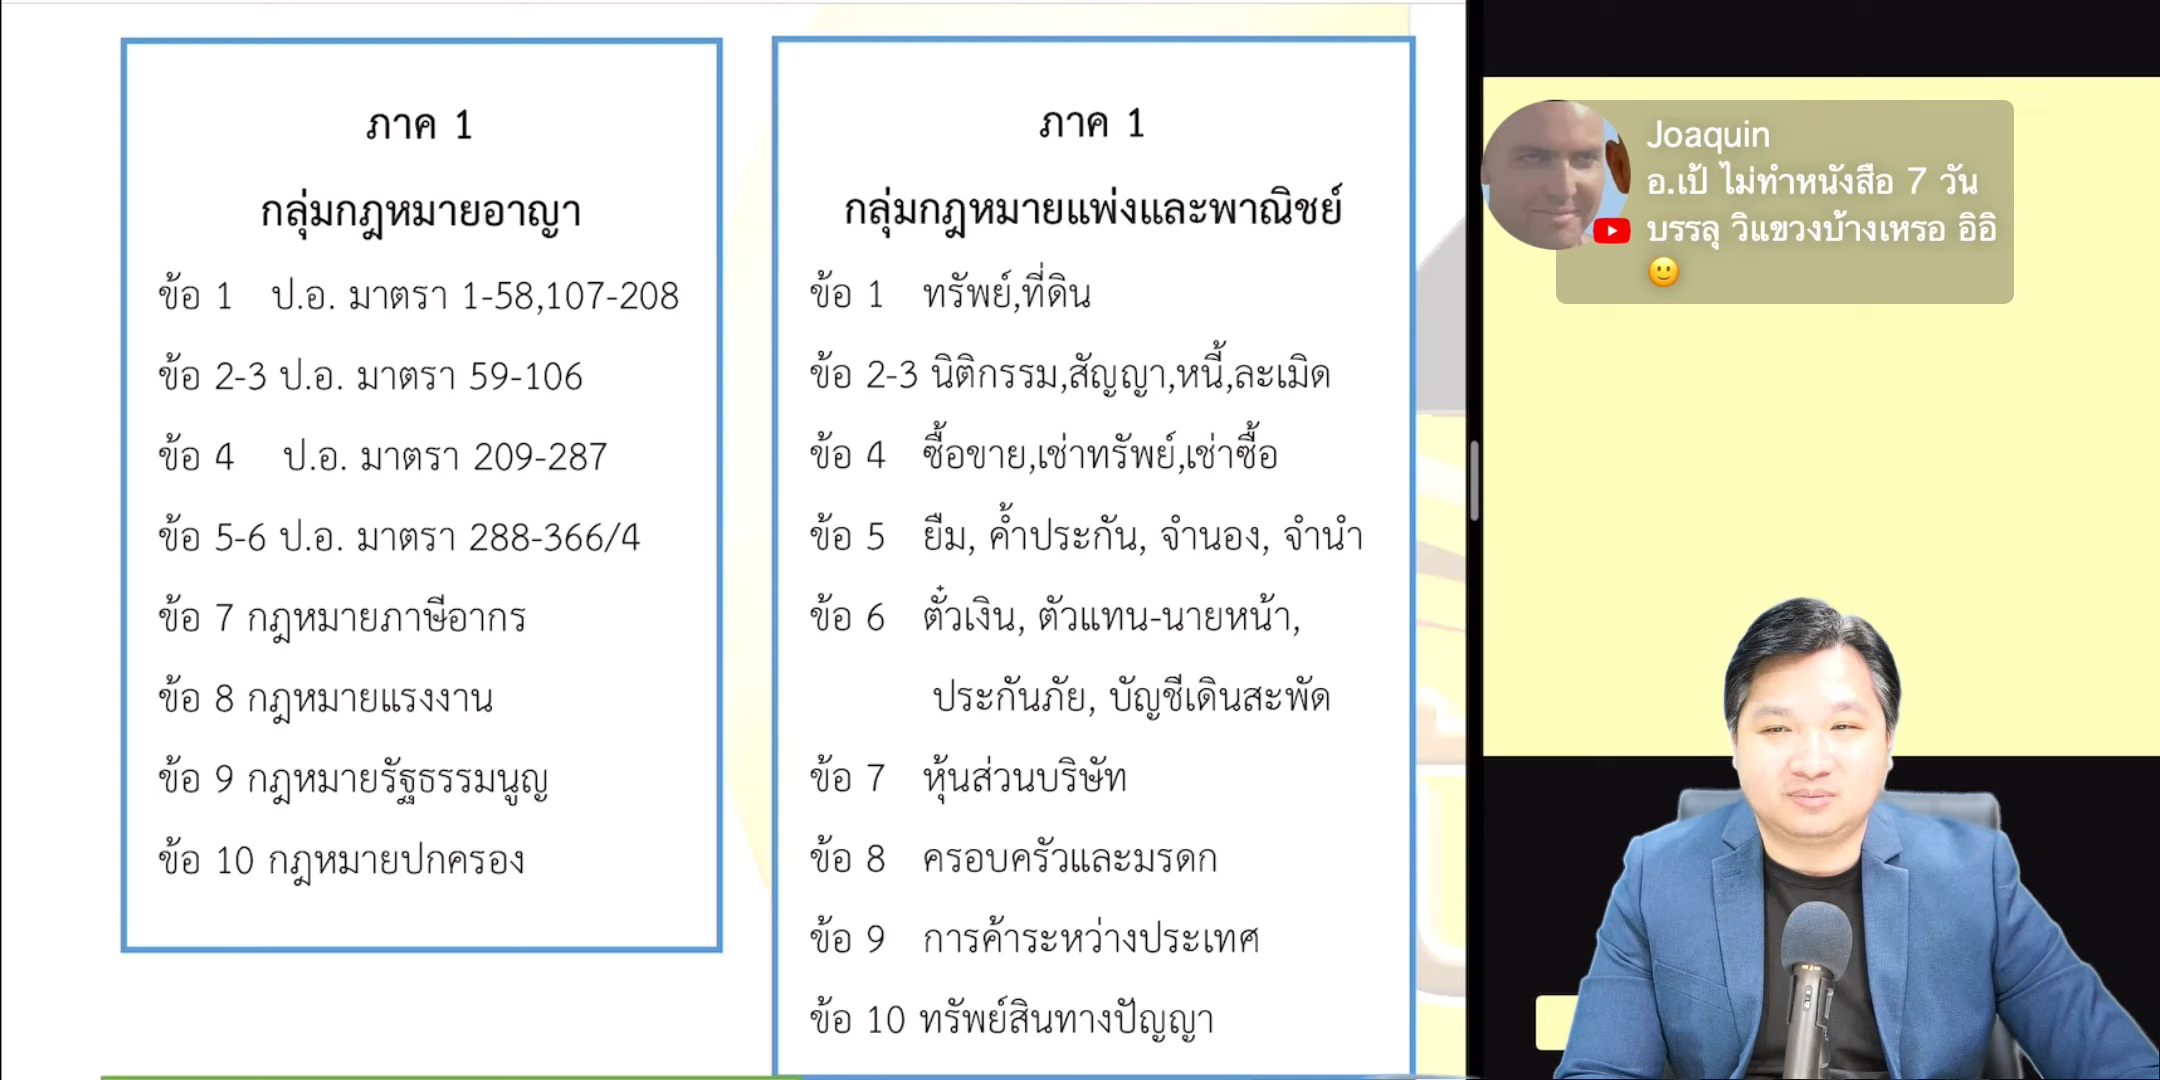 ภาค 1
กลุ่มกฎหมายอาญา
ข้อ 1 ป.อ. มาตรา 1-58,107-208
ข้อ 2-3 ป.อ. มาตรา 59-106
ข้อ 4 ป.อ. มาตรา 209-287
ข้อ 5-6 ป.อ. มาตรา 288-366/4
ข้อ 7 กฎหมายภาษีอากร
ข้อ 8 กฎหมายแรงงาน
ข้อ 9 กฎหมายรัฐธรรมนูญ
ข้อ 10 กฎหมายปกครอง
ภาค 1
กลุ่มกฎหมายแพ่งและพาณิชย์
ข้อ 1 ทรัพย์,ที่ดิน
ข้อ 2-3 นิติกรรม,สัญญา,หนี้,ละเมิด
ข้อ 4 ซื้อขาย,เช่าทรัพย์,เช่าซื้อ
ข้อ 5 ยืม, ค้ำประกัน, จำนอง, จำนำ
ข้อ 6 ตั๋วเงิน, ตัวแทน-นายหน้า,
ประกันภัย, บัญชีเดินสะพัด
ข้อ 7 หุ้นส่วนบริษัท
ข้อ 8 ครอบครัวและมรดก
ข้อ 9 การค้าระหว่างประเทศ
ข้อ 10 ทรัพย์สินทางปัญญา
Joaquin
อ.เป้ ไม่ทำหนังสือ 7 วัน
บรรลุ วิแขวงบ้างเหรอ อิอิ
🙂